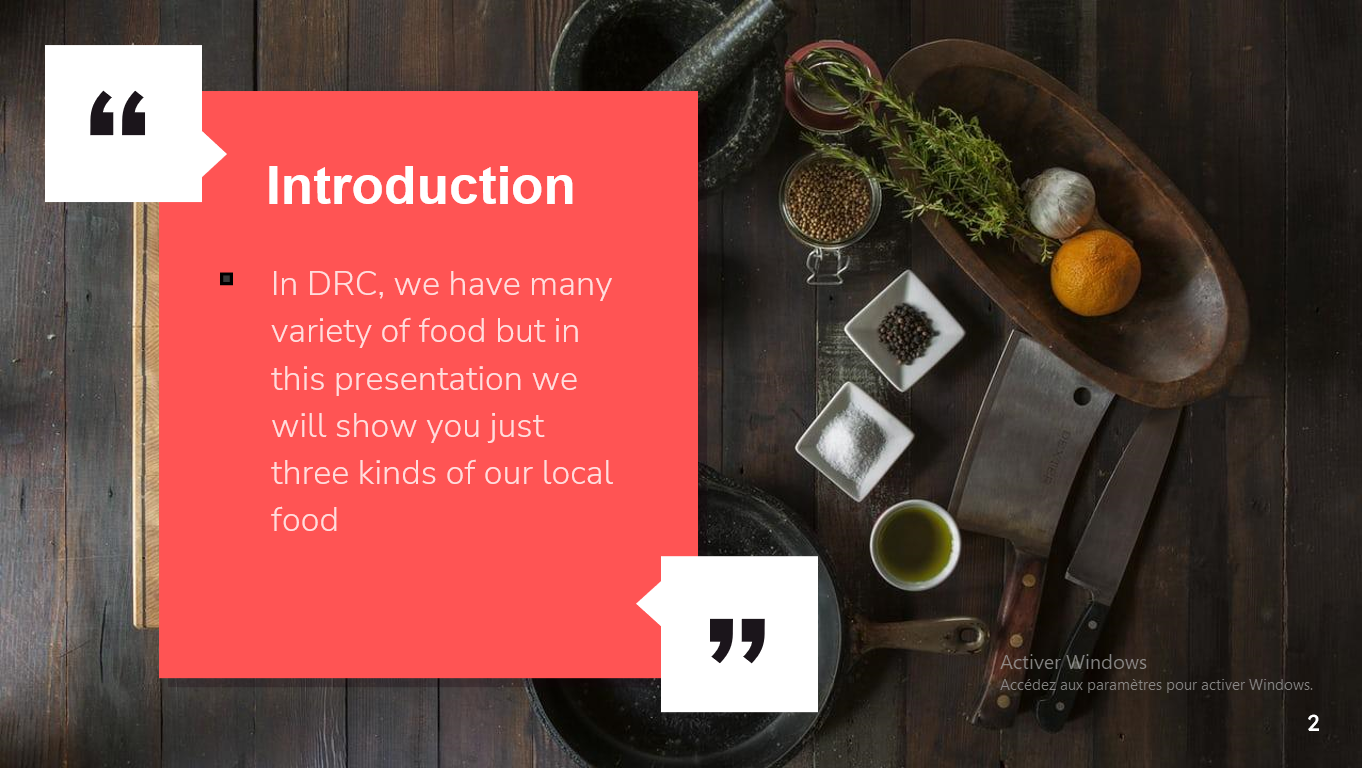 “
Introduction
In DRC, we have many
variety of food but in
this presentation we
will show you just
three kinds of our local
food
”
Activer Windows
Accédez aux paramètres pour activer Windows.
2